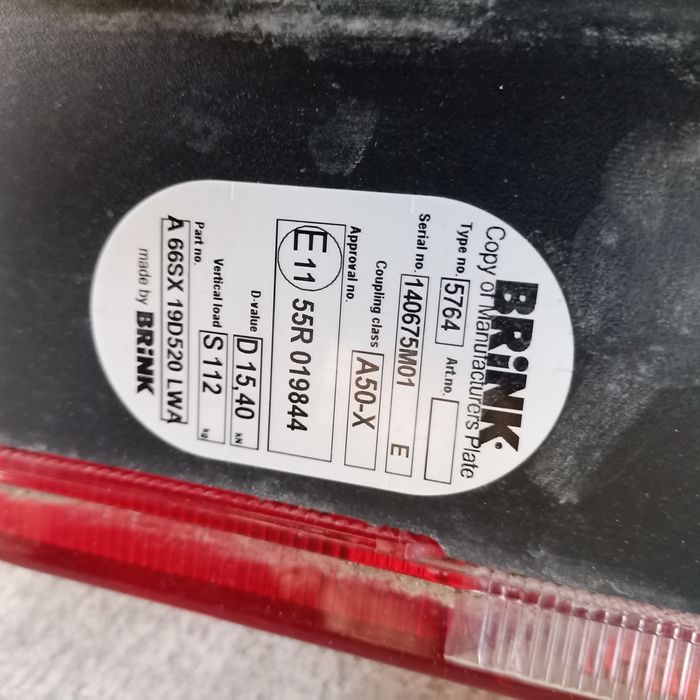 BRiNK®
Copy of Manufacturers Plate
Type no. 5764 Art.no.
Serial no. 140675M01 E
Coupling class A50-X
Approval no.
E 11 55R 019844
D-value D 15,40 kN
Vertical load S 112 kg
Part no.
A 66SX 19D520 LWA
made by BRiNK